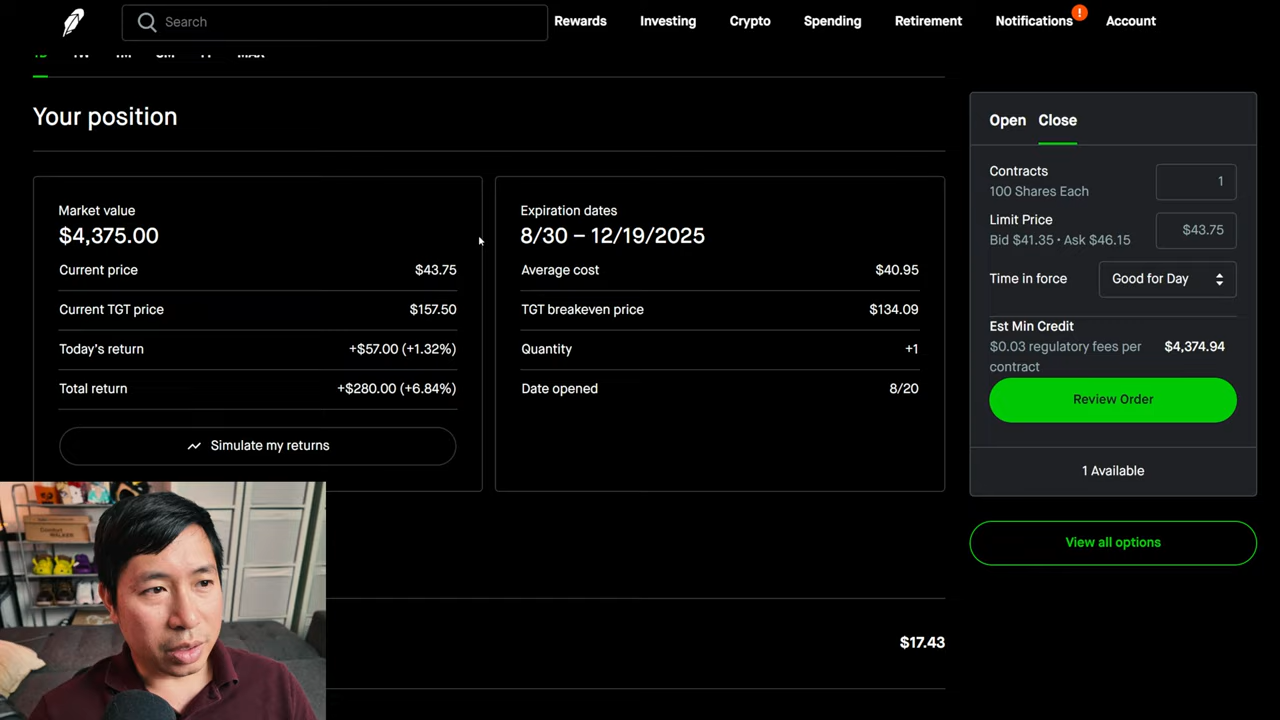 Search
Rewards
Investing
Crypto
Spending
Retirement
Notifications
!
Account
Your position
Market value
$4,375.00
Current price $43.75
Current TGT price $157.50
Today's return +$57.00 (+1.32%)
Total return +$280.00 (+6.84%)
Simulate my returns
Expiration dates
8/30 – 12/19/2025
Average cost $40.95
TGT breakeven price $134.09
Quantity +1
Date opened 8/20
$17.43
Open Close
Contracts
100 Shares Each
1
Limit Price
Bid $41.35 • Ask $46.15
$43.75
Time in force Good for Day
Est Min Credit
$0.03 regulatory fees per
contract
$4,374.94
Review Order
1 Available
View all options